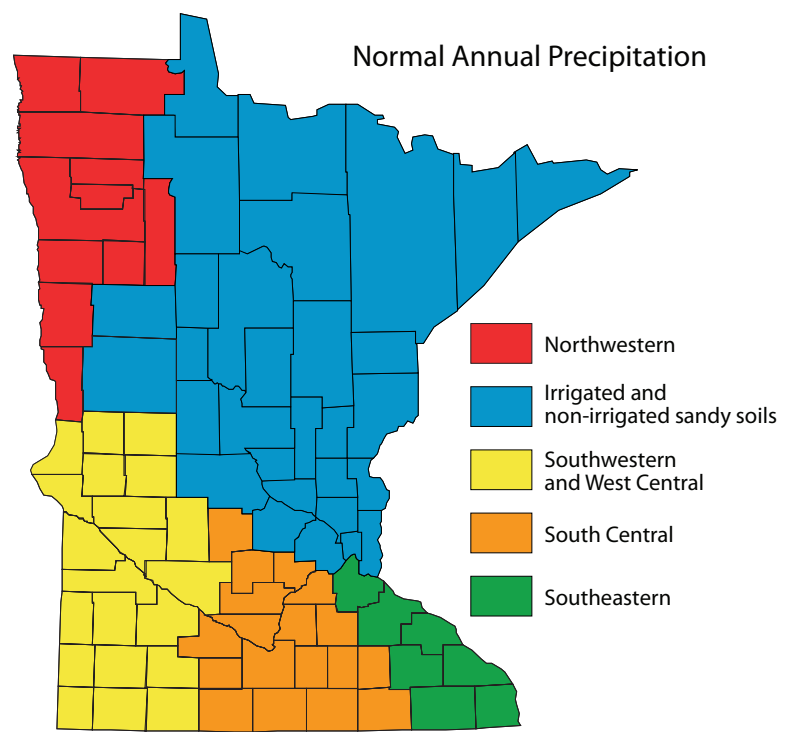 Normal Annual Precipitation
Northwestern
Irrigated and
non-irrigated sandy soils
Southwestern
and West Central
South Central
Southeastern